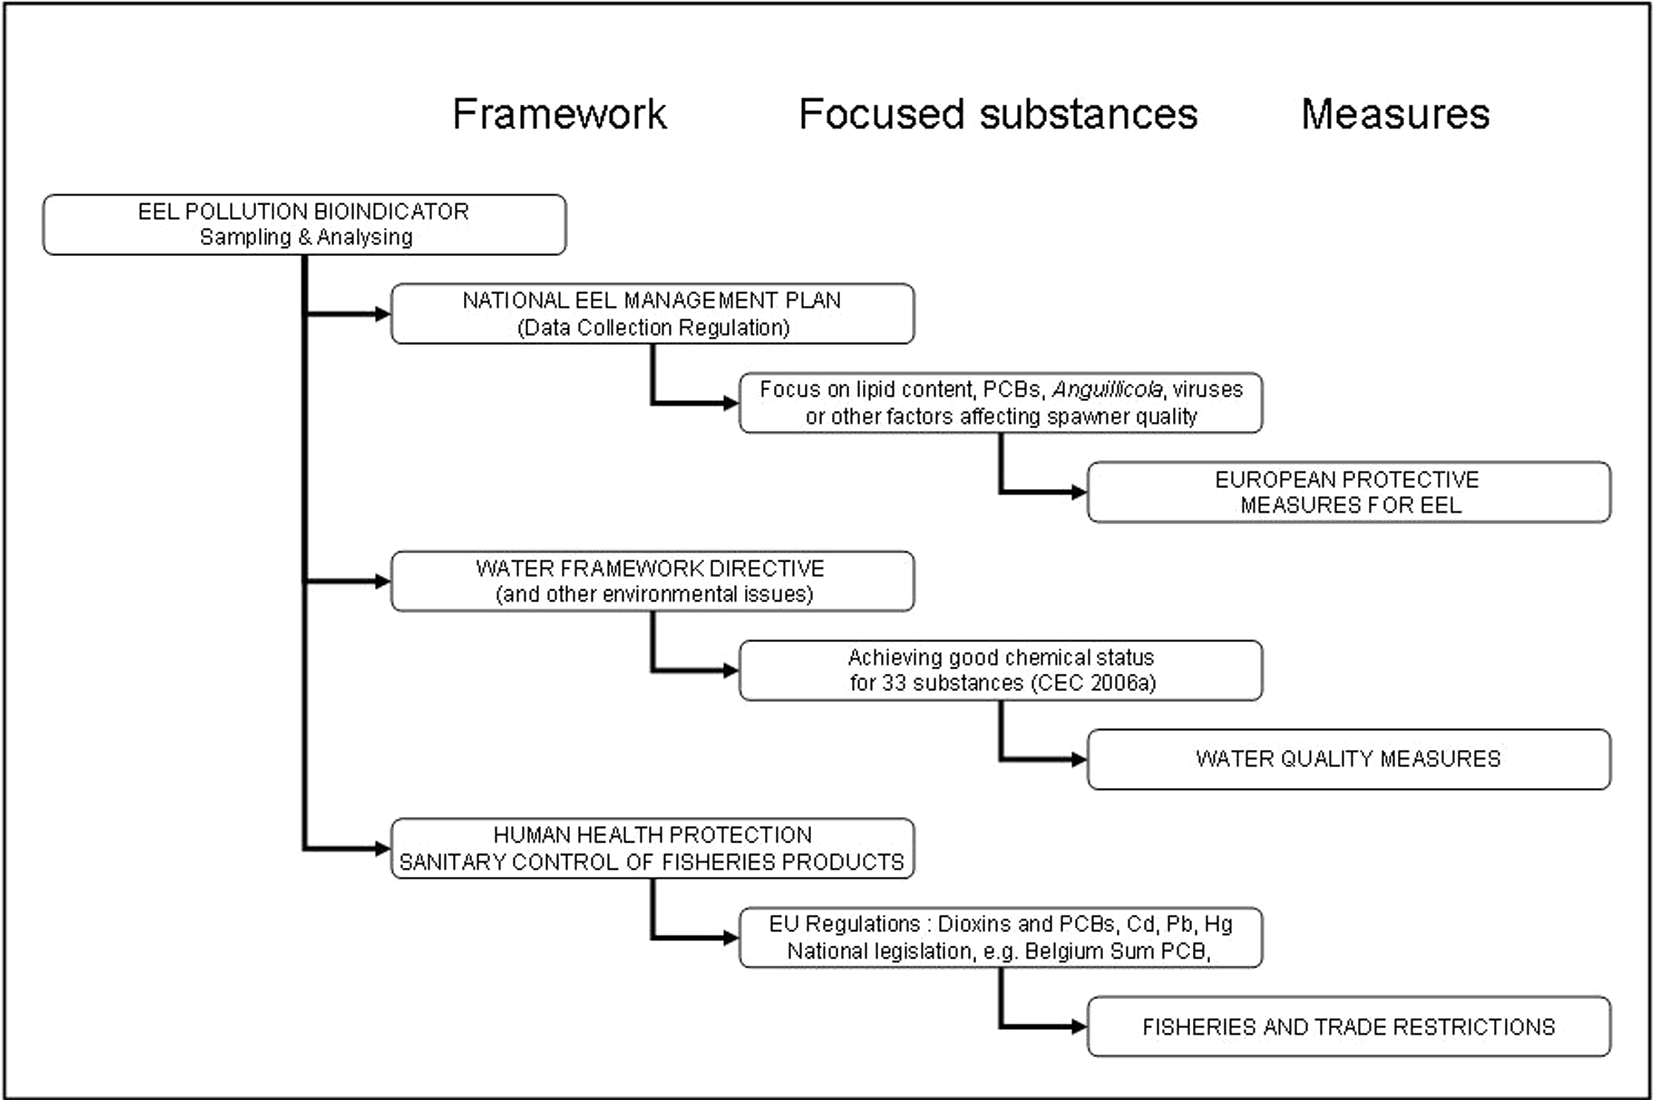 Framework Focused substances Measures
EEL POLLUTION BIOINDICATOR
Sampling & Analysing
NATIONAL EEL MANAGEMENT PLAN
(Data Collection Regulation)
Focus on lipid content, PCBs, Anguillicola, viruses
or other factors affecting spawner quality
EUROPEAN PROTECTIVE
MEASURES FOR EEL
WATER FRAMEWORK DIRECTIVE
(and other environmental issues)
Achieving good chemical status
for 33 substances (CEC 2006a)
WATER QUALITY MEASURES
HUMAN HEALTH PROTECTION
SANITARY CONTROL OF FISHERIES PRODUCTS
EU Regulations : Dioxins and PCBs, Cd, Pb, Hg
National legislation, e.g. Belgium Sum PCB,
FISHERIES AND TRADE RESTRICTIONS